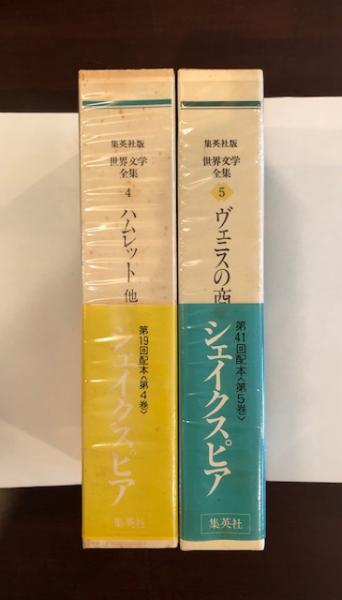 集英社版
世界文学
全集
4
ハムレット 他
第19回配本〈第4巻〉
シェイクスピア
集英社
集英社版
世界文学
全集
5
ヴェニスの商
第41回配本〈第5巻〉
シェイクスピア
集英社